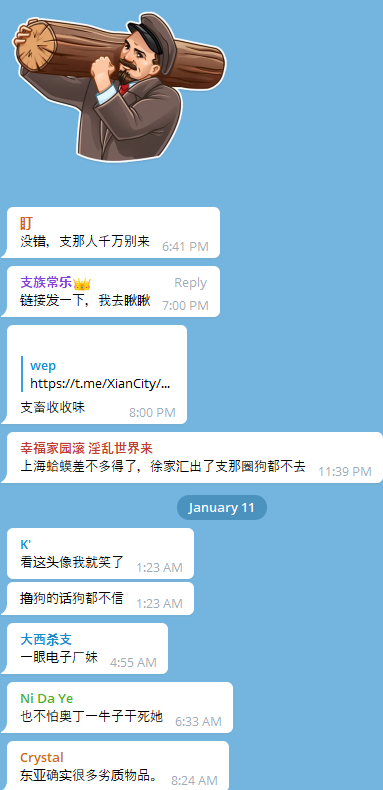 盯
没错，支那人千万别来 6:41 PM
支族常乐👑 Reply
链接发一下，我去瞅瞅 7:00 PM
wep
https://t.me/XianCity/...
支畜收收味 8:00 PM
幸福家园滚 淫乱世界来
上海蛤蟆差不多得了，徐家汇出了支那圈狗都不去 11:39 PM
January 11
K'
看这头像我就笑了 1:23 AM
撸狗的话狗都不信 1:23 AM
大西杀支
一眼电子厂妹 4:55 AM
Ni Da Ye
也不怕奥丁一牛子干死她 6:33 AM
Crystal
东亚确实很多劣质物品。 8:24 AM